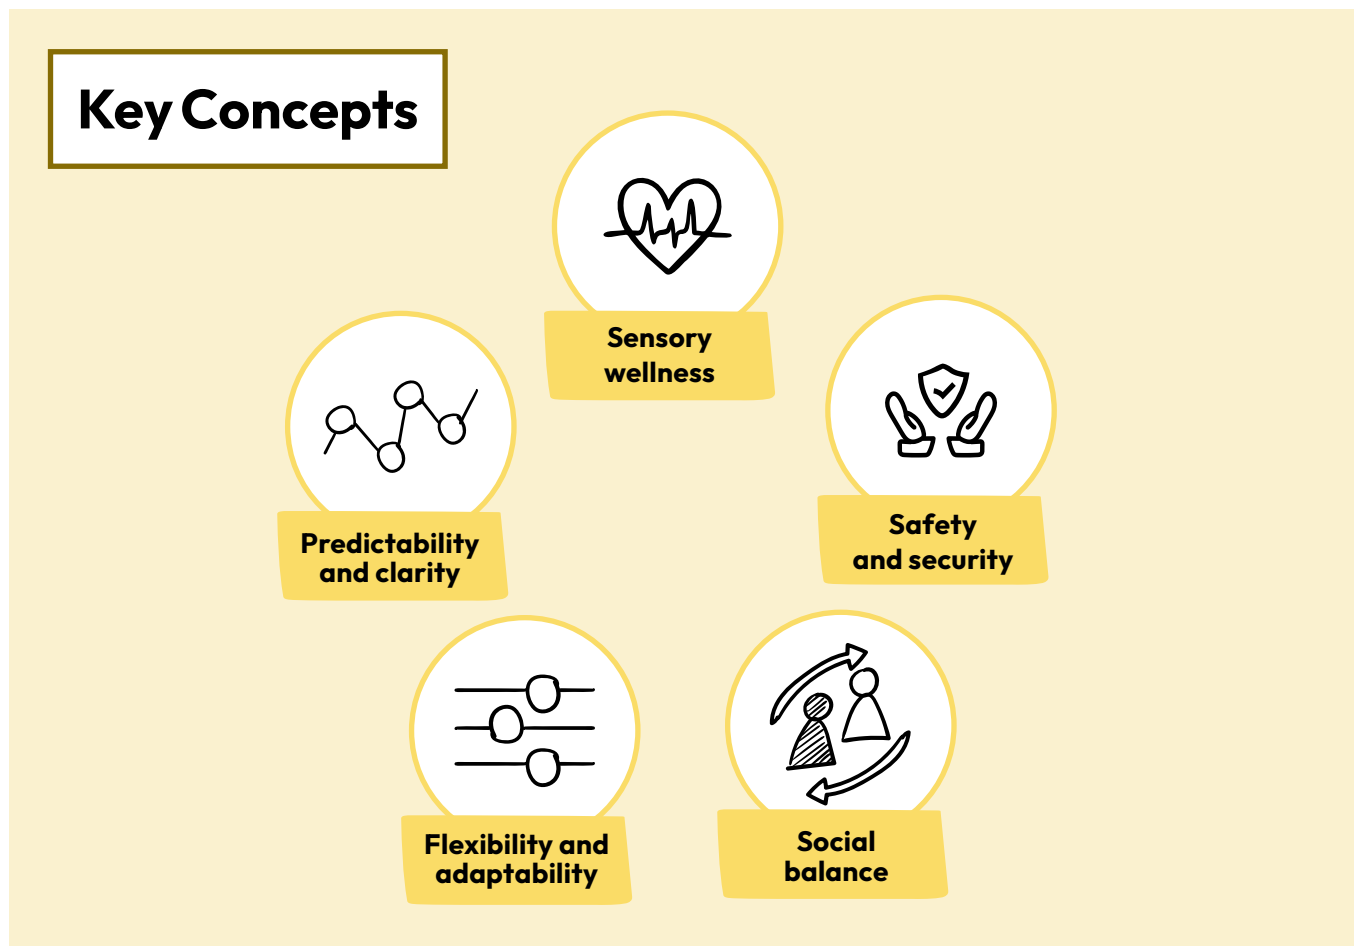 Key Concepts
Sensory
wellness
Predictability
and clarity
Safety
and security
Flexibility and
adaptability
Social
balance